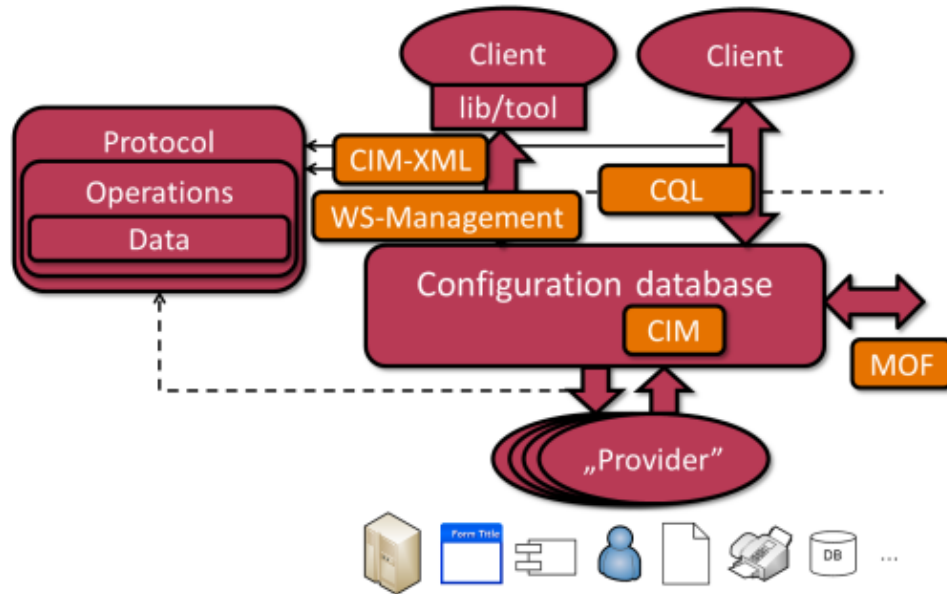 Client
Client
lib/tool
Protocol
CIM-XML
Operations
CQL
WS-Management
Data
Configuration database
CIM
MOF
„Provider”
Form Title
DB
...